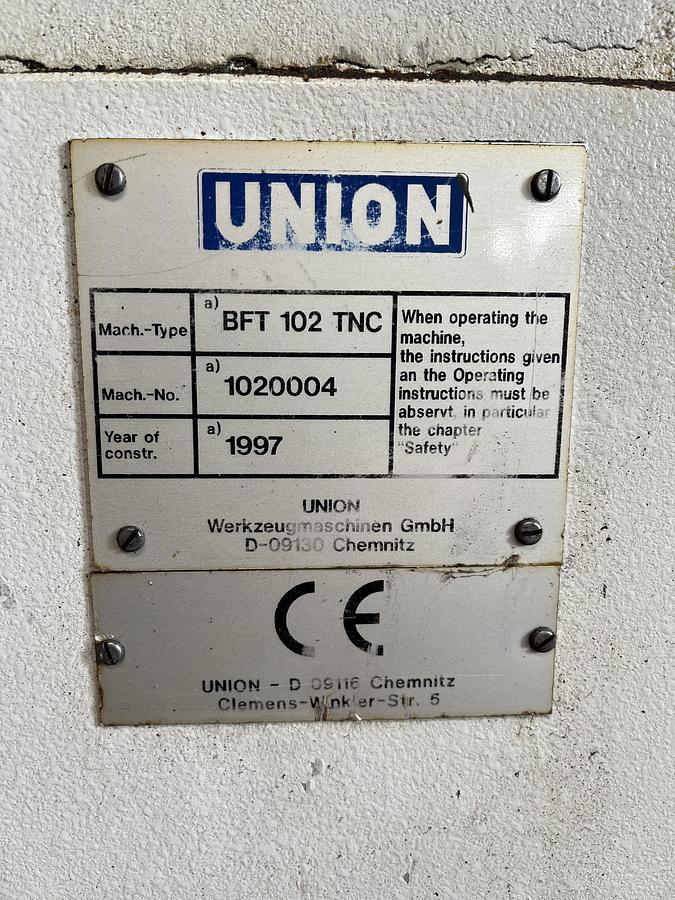 UNION
Mach.-Type
a) BFT 102 TNC
Mach.-No.
a) 1020004
Year of
constr.
a) 1997
When operating the
machine,
the instructions given
an the Operating
instructions must be
abservt, in particular
the chapter
"Safety"
UNION
Werkzeugmaschinen GmbH
D-09130 Chemnitz
CE
UNION - D 09116 Chemnitz
Clemens-Winkler-Str. 5